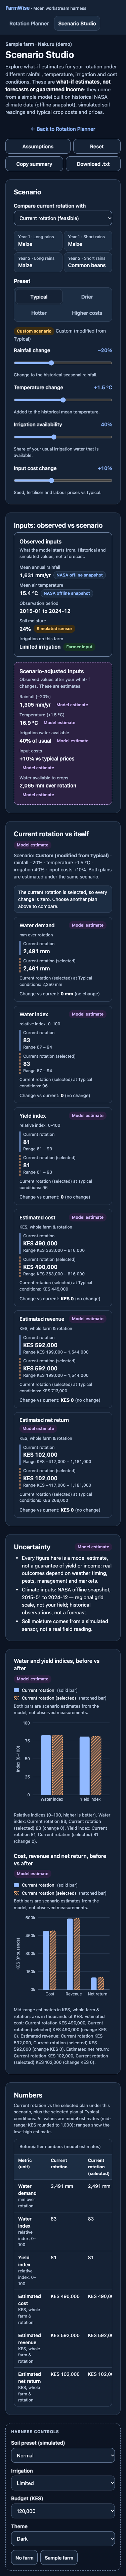 FarmWise · Mwien workstream harness
Rotation Planner
Scenario Studio
Sample farm · Nakuru (demo)
Scenario Studio
Explore what-if estimates for your rotation
under different rainfall, temperature, irrigation and cost
conditions. These are what-if estimates, not
forecasts or guaranteed income: they come
from a simple model built on historical NASA
climate (offline snapshot), simulated soil
readings and typical crop costs and prices.
← Back to Rotation Planner
Assumptions
Reset
Copy summary
Download .txt
Scenario
Compare current rotation with
Current rotation (feasible)
Year 1 · Long rains
Maize
Year 1 · Short rains
Maize
Year 2 · Long rains
Maize
Year 2 · Short rains
Common beans
Preset
Typical
Drier
Hotter
Higher costs
Custom scenario Custom (modified from
Typical)
Rainfall change −20%
Change to the historical seasonal rainfall.
Temperature change +1.5 °C
Added to the historical mean temperature.
Irrigation availability 40%
Share of your usual irrigation water that is
available.
Input cost change +10%
Seed, fertiliser and labour prices vs typical.
Inputs: observed vs scenario
Observed inputs
What the model starts from. Historical and
simulated values, not a forecast.
Mean annual rainfall
1,631 mm/yr NASA offline snapshot
Mean air temperature
15.4 °C NASA offline snapshot
Observation period
2015-01 to 2024-12
Soil moisture
24% Simulated sensor
Irrigation on this farm
Limited irrigation Farmer input
Scenario-adjusted inputs
Observed values after your what-if
changes. These are estimates.
Rainfall (−20%)
1,305 mm/yr Model estimate
Temperature (+1.5 °C)
16.9 °C Model estimate
Irrigation water available
40% of usual Model estimate
Input costs
+10% vs typical prices
Model estimate
Water available to crops
2,065 mm over rotation
Model estimate
Current rotation vs itself
Model estimate
Scenario: Custom (modified from Typical) ·
rainfall −20% · temperature +1.5 °C ·
irrigation 40% · input costs +10%. Both plans
are estimated under the same scenario.
The current rotation is selected, so every
change is zero. Choose another plan
above to compare.
Water demand Model estimate
mm over rotation
Current rotation
2,491 mm
Current rotation (selected)
2,491 mm
Current rotation (selected) at Typical
conditions: 2,350 mm
Change vs current: 0 mm (no change)
Water index Model estimate
relative index, 0–100
Current rotation
83
Range 67 – 94
Current rotation (selected)
83
Range 67 – 94
Current rotation (selected) at Typical
conditions: 96
Change vs current: 0 (no change)
Yield index Model estimate
relative index, 0–100
Current rotation
81
Range 61 – 93
Current rotation (selected)
81
Range 61 – 93
Current rotation (selected) at Typical
conditions: 96
Change vs current: 0 (no change)
Estimated cost Model estimate
KES, whole farm & rotation
Current rotation
KES 490,000
Range KES 363,000 – 616,000
Current rotation (selected)
KES 490,000
Range KES 363,000 – 616,000
Current rotation (selected) at Typical
conditions: KES 445,000
Change vs current: KES 0 (no change)
Estimated revenue Model estimate
KES, whole farm & rotation
Current rotation
KES 592,000
Range KES 199,000 – 1,544,000
Current rotation (selected)
KES 592,000
Range KES 199,000 – 1,544,000
Current rotation (selected) at Typical
conditions: KES 713,000
Change vs current: KES 0 (no change)
Estimated net return
Model estimate
KES, whole farm & rotation
Current rotation
KES 102,000
Range KES −417,000 – 1,181,000
Current rotation (selected)
KES 102,000
Range KES −417,000 – 1,181,000
Current rotation (selected) at Typical
conditions: KES 268,000
Change vs current: KES 0 (no change)
Uncertainty Model estimate
Every figure here is a model estimate,
not a guarantee of yield or income; real
outcomes depend on weather timing,
pests, management and markets.
Climate inputs: NASA offline snapshot,
2015-01 to 2024-12 — regional grid
scale, not your field; historical
observations, not a forecast.
Soil moisture comes from a simulated
sensor, not a real field reading.
Water and yield indices, before vs
after
Model estimate
Current rotation (solid bar)
Current rotation (selected) (hatched bar)
Both bars are scenario estimates from the
model, not observed measurements.
Index (0–100)
100
75
50
25
0
Water index
Yield index
Relative indices (0–100, higher is better). Water
index: Current rotation 83, Current rotation
(selected) 83 (change 0). Yield index: Current
rotation 81, Current rotation (selected) 81
(change 0).
Cost, revenue and net return, before
vs after
Model estimate
Current rotation (solid bar)
Current rotation (selected) (hatched bar)
Both bars are scenario estimates from the
model, not observed measurements.
KES (thousands)
600k
450k
300k
150k
0k
Cost
Revenue
Net return
Mid-range estimates in KES, whole farm &
rotation, axis in thousands of KES. Estimated
cost: Current rotation KES 490,000, Current
rotation (selected) KES 490,000 (change KES
0). Estimated revenue: Current rotation KES
592,000, Current rotation (selected) KES
592,000 (change KES 0). Estimated net return:
Current rotation KES 102,000, Current rotation
(selected) KES 102,000 (change KES 0).
Numbers
Current rotation vs the selected plan under this
scenario, plus the selected plan at Typical
conditions. All values are model estimates (mid-
range; KES rounded to 1,000); ranges show the
low–high estimate.
Before/after numbers (model estimates)
Metric (unit)
Current rotation
Current rotation (selected)
Water demand mm over rotation
2,491 mm
2,491 mm
Water index relative index, 0–100
83
83
Yield index relative index, 0–100
81
81
Estimated cost KES, whole farm & rotation
KES 490,000
KES 490,0
Estimated revenue KES, whole farm & rotation
KES 592,000
KES 592,0
Estimated net return KES, whole farm & rotation
KES 102,000
KES 102,0
HARNESS CONTROLS
Soil preset (simulated)
Normal
Irrigation
Limited
Budget (KES)
120,000
Theme
Dark
No farm
Sample farm